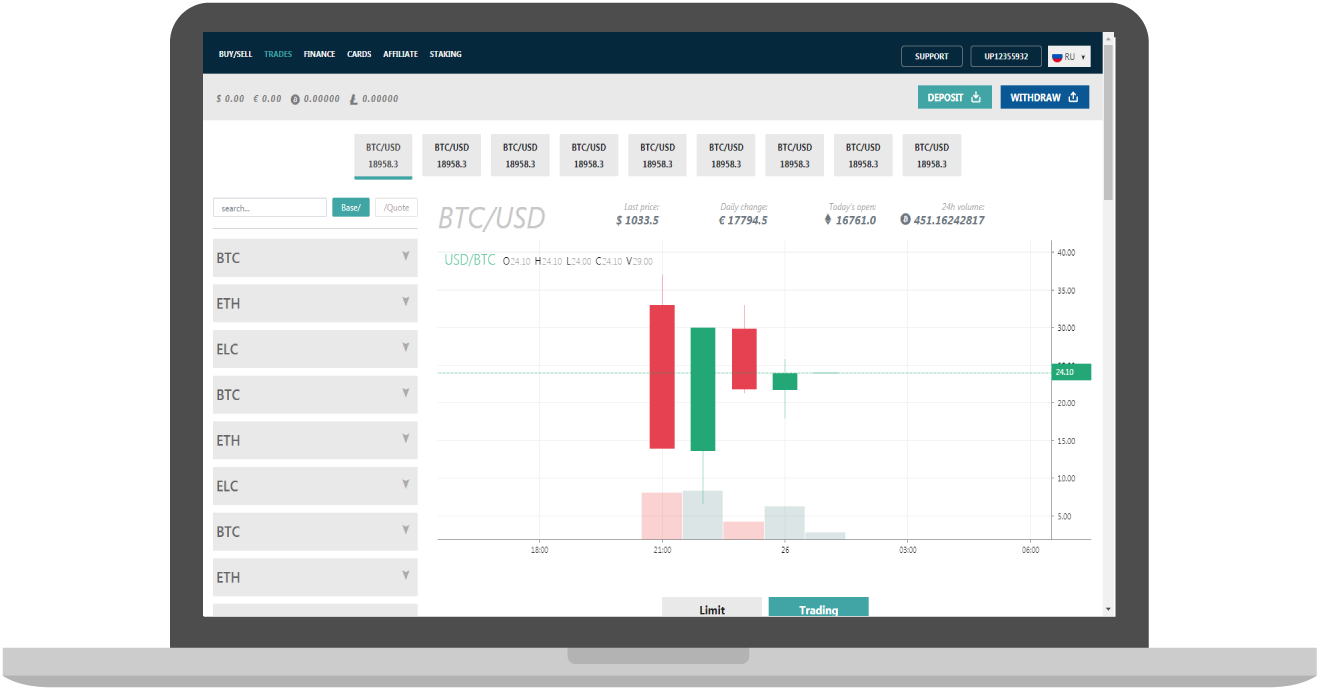 BUY/SELL TRADES FINANCE CARDS AFFILIATE STAKING SUPPORT UP12355932 RU
$ 0.00 € 0.00 0.00000 Ł 0.00000 DEPOSIT WITHDRAW
BTC/USD BTC/USD BTC/USD BTC/USD BTC/USD BTC/USD BTC/USD BTC/USD BTC/USD
18958.3 18958.3 18958.3 18958.3 18958.3 18958.3 18958.3 18958.3 18958.3
search... Base/ /Quote
BTC
ETH
ELC
BTC
ETH
ELC
BTC
ETH
BTC/USD
Last price: Daily change: Today's open: 24h volume:
$ 1033.5 € 17794.5 16761.0 451.16242817
USD/BTC O24.10 H24.10 L24.00 C24.10 V29.00
40.00
35.00
30.00
24.10
20.00
15.00
10.00
5.00
18:00 21:00 26 03:00 06:00
Limit Trading